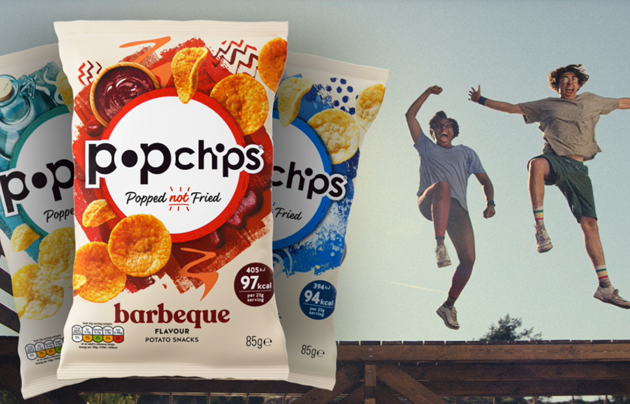 popchips
Popped not Fried
405kJ
97kcal
per 23g
serving
barbeque
FLAVOUR
POTATO SNACKS
85g℮
pop
Popped
chips
Fried
394kJ
94kcal
per 23g
serving
85g℮